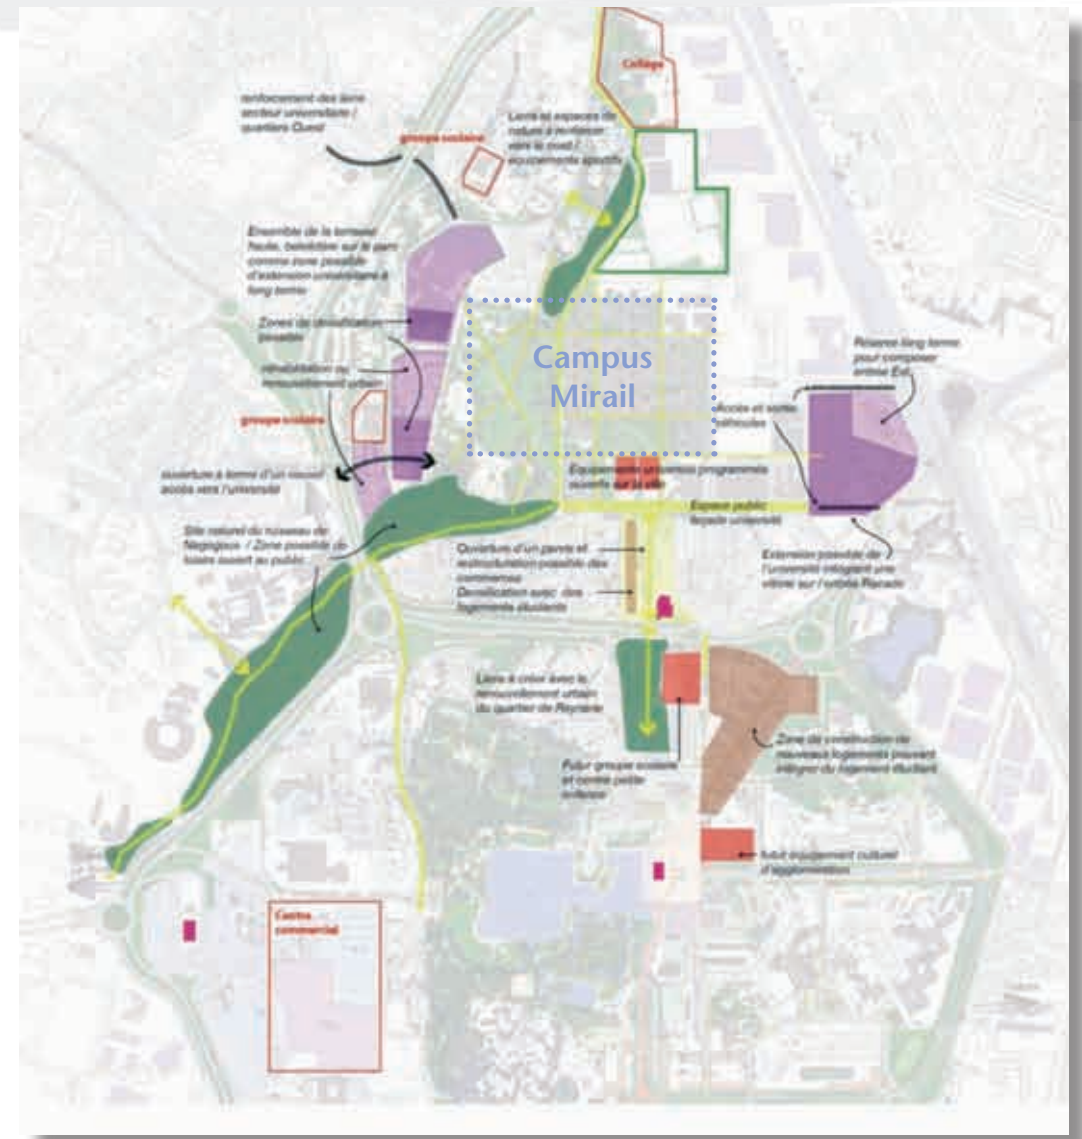 Collège
renforcement des liens
secteur universitaire /
quartiers Ouest
groupe scolaire
Liens et espaces de
nature à renforcer
vers le nord /
équipements sportifs
Ensemble de la terrasse
haute, belvédère sur le parc
comme zone possible
d'extension universitaire à
long terme
Zones de densification
possible
réhabilitation ou
renouvellement urbain
groupe scolaire
Campus
Mirail
Réserve long terme
pour composer
entrée Est
Accès et sortie
véhicules
ouverture à terme d'un nouvel
accès vers l'université
Equipements universités programmés
ouverts sur la ville
Espace public
façade université
Site naturel du ruisseau de
/ Zone possible de
loisirs ouvert au public
Ouverture d'un parvis et
restructuration possible des
commerces
Densification avec des
logements étudiants
Extension possible de
l'université intégrant une
vitrine sur l'entrée
Liens à créer avec le
renouvellement urbain
du quartier de Reynerie
Futur groupe scolaire
et centre petite
enfance
Zone de construction de
nouveaux logements pouvant
intégrer du logement étudiant
futur équipement culturel
d'agglomération
Centre
commercial